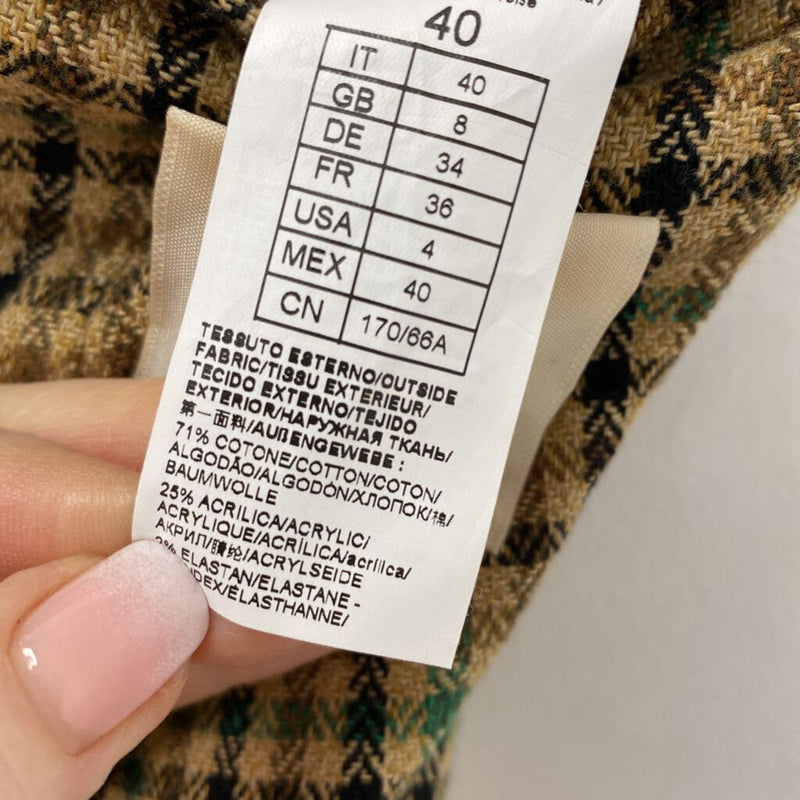 40
IT 40
GB 8
DE 34
FR 36
USA 4
MEX 40
CN 170/66A
TESSUTO ESTERNO/OUTSIDE
FABRIC/TISSU EXTERIEUR/
TECIDO EXTERNO/TEJIDO
EXTERIOR/НАРУЖНАЯ ТКАНЬ/
第一面料/AUßENGEWEBE:
71% COTONE/COTTON/COTON/
ALGODÃO/ALGODÓN/ХЛОПОК/棉/
BAUMWOLLE
25% ACRILICA/ACRYLIC/
ACRYLIQUE/ACRÍLICA/acrílica/
АКРИЛ/腈纶/ACRYLSEIDE
ELASTAN/ELASTANE-
/ÉLASTHANNE/